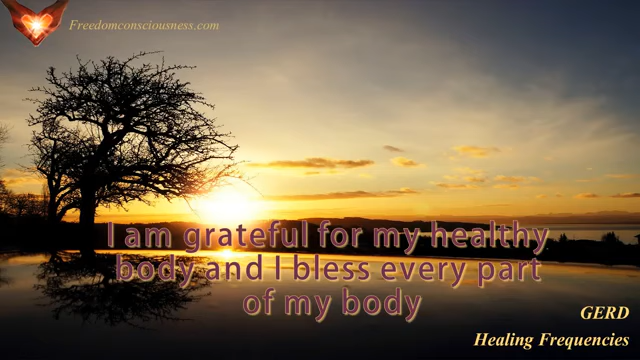 Freedomconsciousness.com
I am grateful for my healthy
body and I bless every part
of my body
GERD
Healing Frequencies